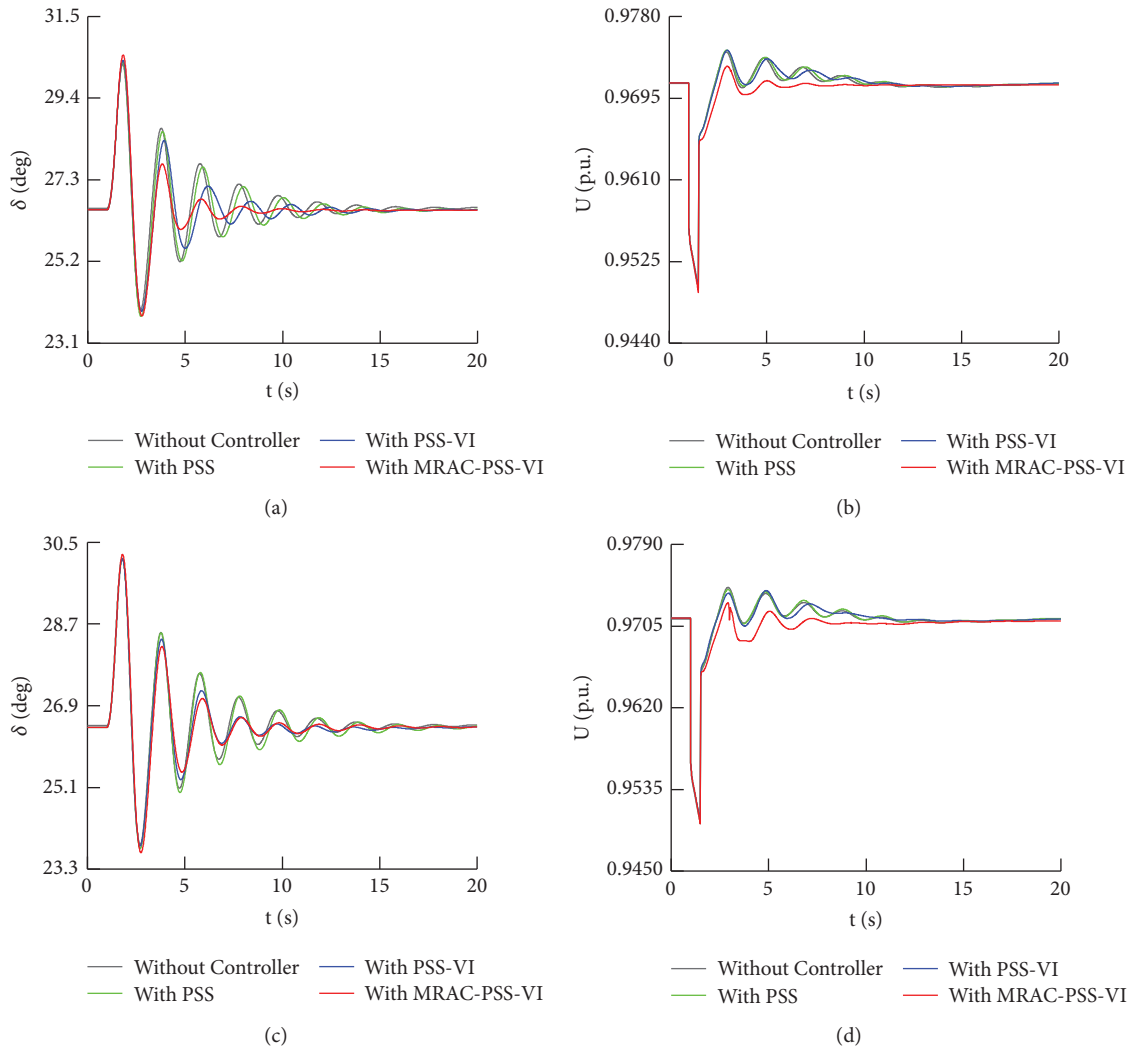 31.5
29.4
27.3
25.2
23.1
δ (deg)
0 5 10 15 20
t (s)
Without Controller With PSS-VI
With PSS With MRAC-PSS-VI
(a)
0.9780
0.9695
0.9610
0.9525
0.9440
U (p.u.)
0 5 10 15 20
t (s)
Without Controller With PSS-VI
With PSS With MRAC-PSS-VI
(b)
30.5
28.7
26.9
25.1
23.3
δ (deg)
0 5 10 15 20
t (s)
Without Controller With PSS-VI
With PSS With MRAC-PSS-VI
(c)
0.9790
0.9705
0.9620
0.9535
0.9450
U (p.u.)
0 5 10 15 20
t (s)
Without Controller With PSS-VI
With PSS With MRAC-PSS-VI
(d)